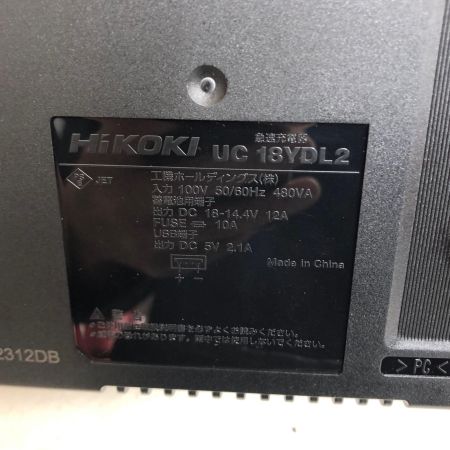 急速充電器
HiKOKI UC 18YDL2
PS E JET
工機ホールディングス(株)
入力 100V 50/60Hz 480VA
蓄電池用端子
出力 DC 18-14.4V 12A
FUSE 10A
USB端子
出力 DC 5V 2.1A
Made in China
+ -
2312DB
>PC<